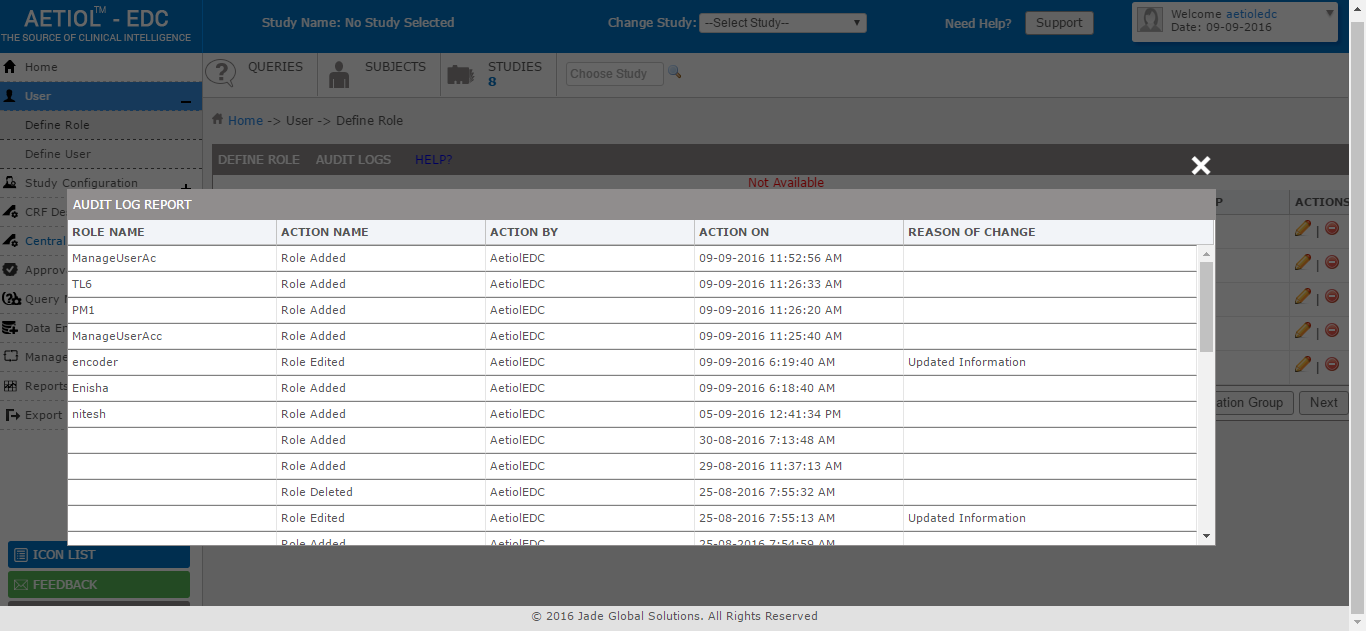 AETIOL™ - EDC
THE SOURCE OF CLINICAL INTELLIGENCE
Study Name: No Study Selected
Change Study: --Select Study--
Need Help? Support
Welcome aetioledc
Date: 09-09-2016
Home
User
Define Role
Define User
Study Configuration
CRF De
Central
Approv
Query
Data En
Manage
Reports
Export
QUERIES SUBJECTS STUDIES
8
Choose Study
Home -> User -> Define Role
DEFINE ROLE AUDIT LOGS HELP?
Not Available
P ACTIONS
AUDIT LOG REPORT
ROLE NAME ACTION NAME ACTION BY ACTION ON REASON OF CHANGE
ManageUserAc Role Added AetiolEDC 09-09-2016 11:52:56 AM
TL6 Role Added AetiolEDC 09-09-2016 11:26:33 AM
PM1 Role Added AetiolEDC 09-09-2016 11:26:20 AM
ManageUserAcc Role Added AetiolEDC 09-09-2016 11:25:40 AM
encoder Role Edited AetiolEDC 09-09-2016 6:19:40 AM Updated Information
Enisha Role Added AetiolEDC 09-09-2016 6:18:40 AM
nitesh Role Added AetiolEDC 05-09-2016 12:41:34 PM
Role Added AetiolEDC 30-08-2016 7:13:48 AM
Role Added AetiolEDC 29-08-2016 11:37:13 AM
Role Deleted AetiolEDC 25-08-2016 7:55:32 AM
Role Edited AetiolEDC 25-08-2016 7:55:13 AM Updated Information
Role Added AetiolEDC 25-08-2016 7:54:59 AM
ation Group Next
ICON LIST
FEEDBACK
© 2016 Jade Global Solutions. All Rights Reserved